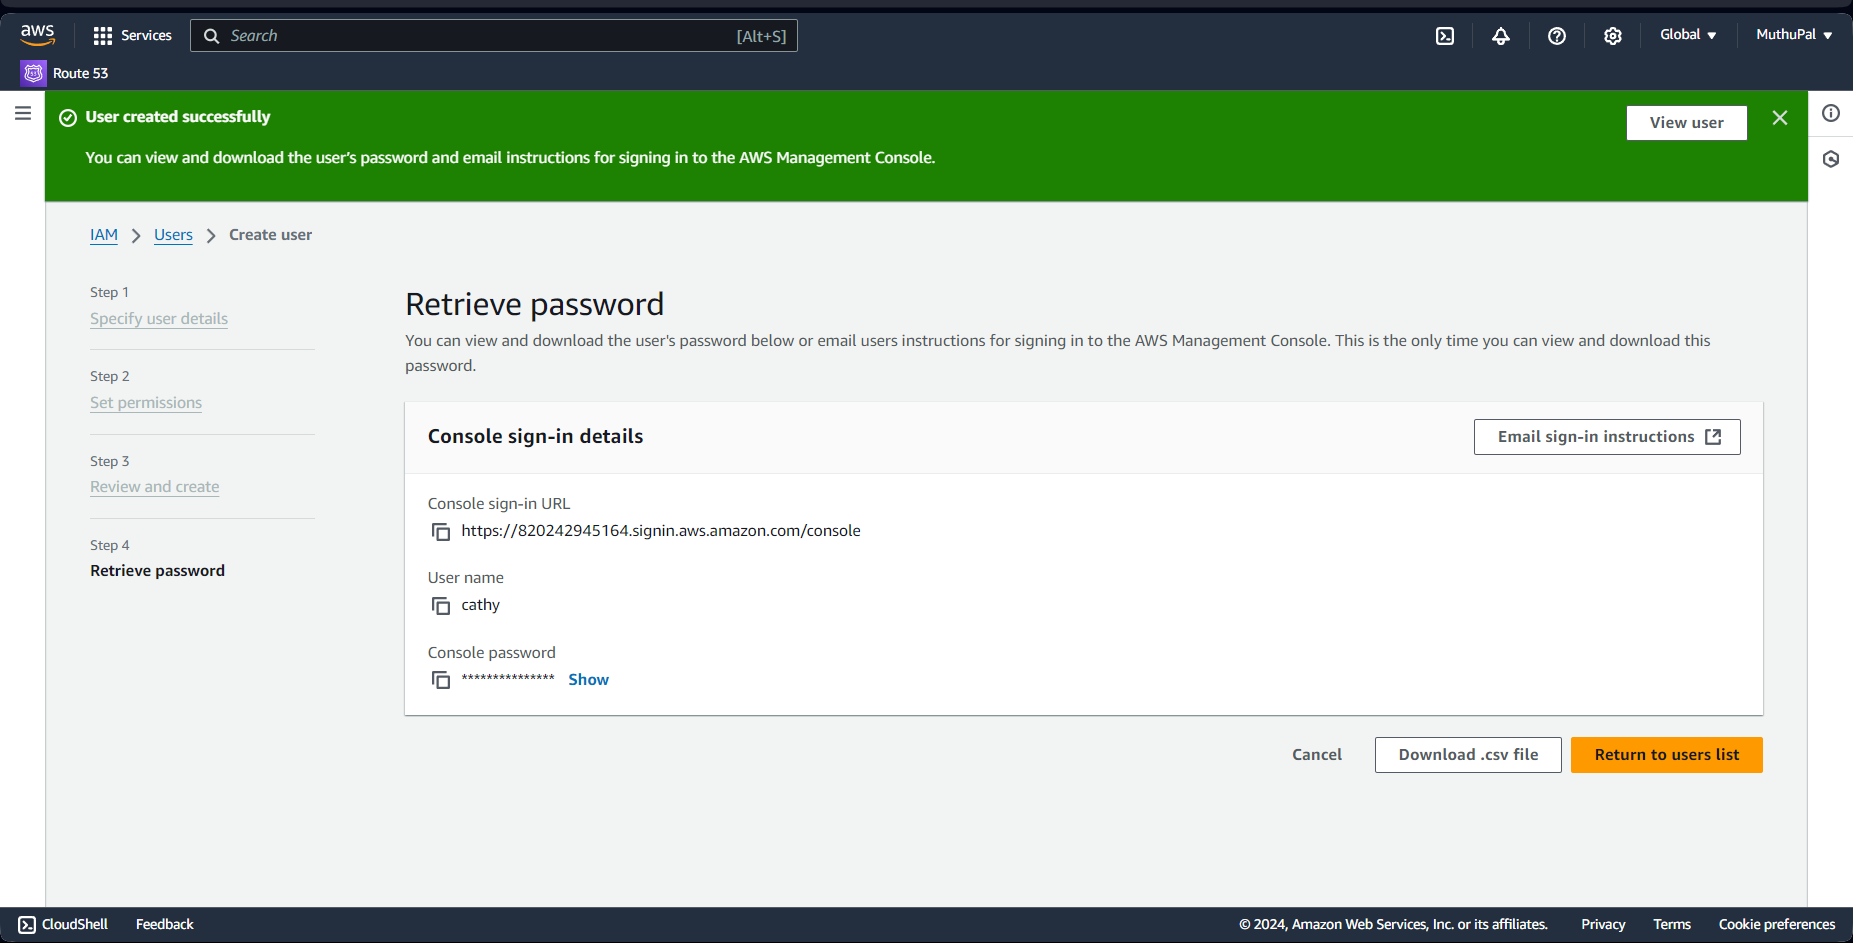 aws
Services
Search
[Alt+S]
Global
MuthuPal
Route 53
User created successfully
View user
You can view and download the user's password and email instructions for signing in to the AWS Management Console.
IAM > Users > Create user
Step 1
Specify user details
Step 2
Set permissions
Step 3
Review and create
Step 4
Retrieve password
Retrieve password
You can view and download the user's password below or email users instructions for signing in to the AWS Management Console. This is the only time you can view and download this
password.
Console sign-in details
Email sign-in instructions
Console sign-in URL
https://820242945164.signin.aws.amazon.com/console
User name
cathy
Console password
*************** Show
Cancel
Download .csv file
Return to users list
CloudShell
Feedback
© 2024, Amazon Web Services, Inc. or its affiliates.
Privacy
Terms
Cookie preferences